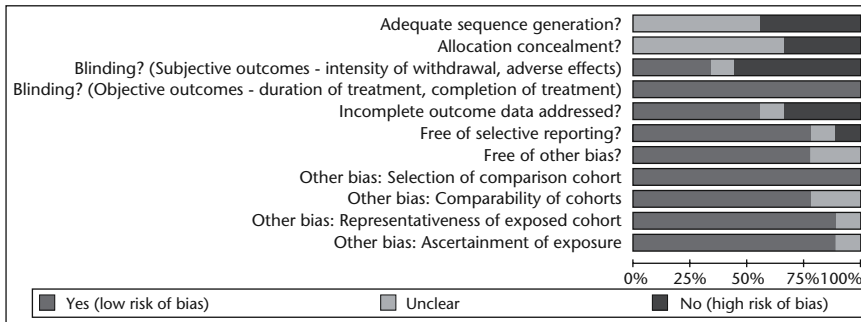 Adequate sequence generation?
Allocation concealment?
Blinding? (Subjective outcomes - intensity of withdrawal, adverse effects)
Blinding? (Objective outcomes - duration of treatment, completion of treatment)
Incomplete outcome data addressed?
Free of selective reporting?
Free of other bias?
Other bias: Selection of comparison cohort
Other bias: Comparability of cohorts
Other bias: Representativeness of exposed cohort
Other bias: Ascertainment of exposure
0% 25% 50% 75% 100%
Yes (low risk of bias) Unclear No (high risk of bias)